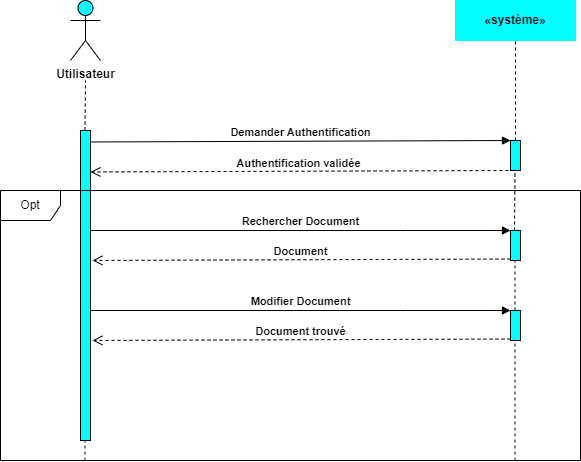 «système»
Utilisateur
Demander Authentification
Authentification validée
Opt
Rechercher Document
Document
Modifier Document
Document trouvé